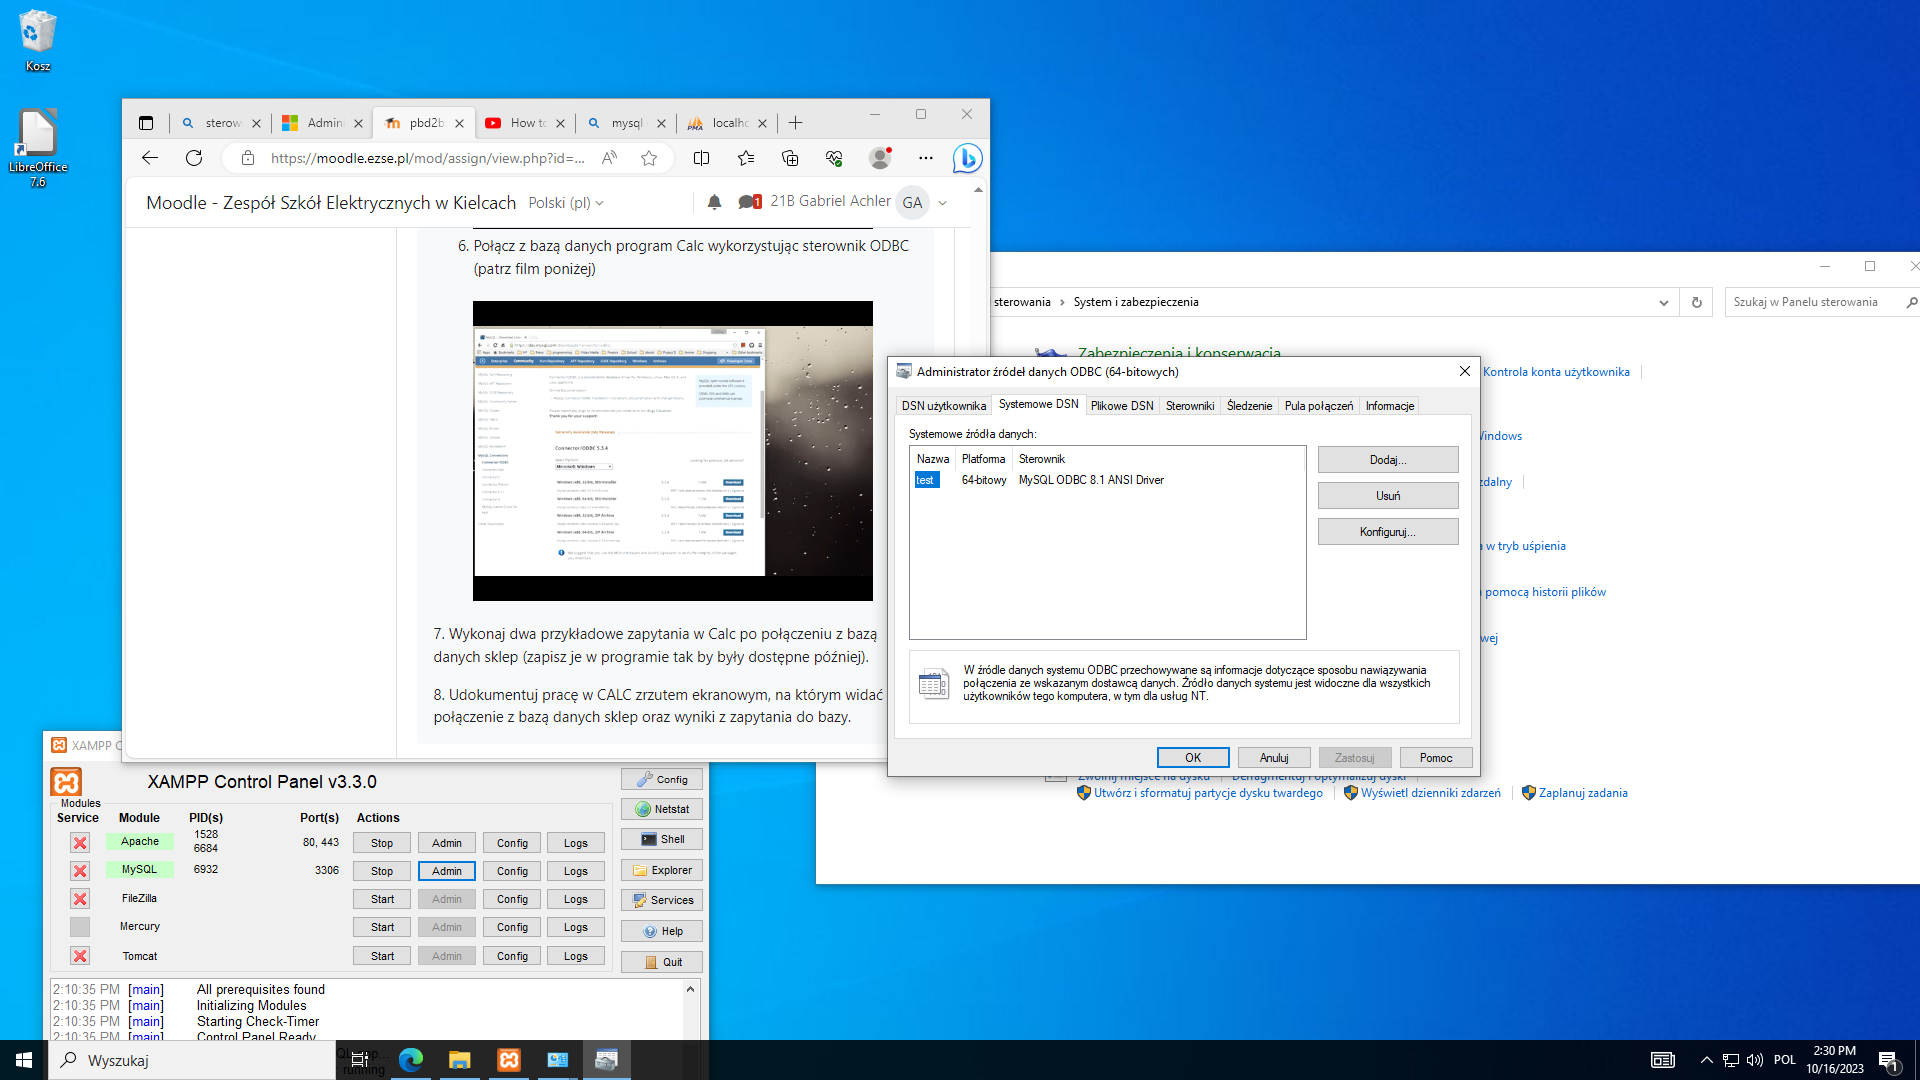 Kosz
LibreOffice
7.6
sterow
Admin
pbd2b
How to
mysql
localho
https://moodle.ezse.pl/mod/assign/view.php?id=...
Moodle - Zespół Szkół Elektrycznych w Kielcach
Polski (pl)
1
21B Gabriel Achler
GA
6. Połącz z bazą danych program Calc wykorzystując sterownik ODBC
(patrz film poniżej)
Connector/ODBC 5.3.4
Microsoft Windows
7. Wykonaj dwa przykładowe zapytania w Calc po połączeniu z bazą
danych sklep (zapisz je w programie tak by były dostępne później).
8. Udokumentuj pracę w CALC zrzutem ekranowym, na którym widać
połączenie z bazą danych sklep oraz wyniki z zapytania do bazy.
sterowania > System i zabezpieczenia
Szukaj w Panelu sterowania
Zabezpieczenia i konserwacja
Kontrola konta użytkownika
Windows
zdalny
a w tryb uśpienia
pomocą historii plików
wej
Zwolnij miejsce na dysku
Defragmentuj i optymalizuj dyski
Utwórz i sformatuj partycje dysku twardego
Wyświetl dzienniki zdarzeń
Zaplanuj zadania
Administrator źródeł danych ODBC (64-bitowych)
DSN użytkownika
Systemowe DSN
Plikowe DSN
Sterowniki
Śledzenie
Pula połączeń
Informacje
Systemowe źródła danych:
Nazwa Platforma Sterownik
test 64-bitowy MySQL ODBC 8.1 ANSI Driver
Dodaj...
Usuń
Konfiguruj...
W źródle danych systemu ODBC przechowywane są informacje dotyczące sposobu nawiązywania
połączenia ze wskazanym dostawcą danych. Źródło danych systemu jest widoczne dla wszystkich
użytkowników tego komputera, w tym dla usług NT.
OK
Anuluj
Zastosuj
Pomoc
XAMPP C
XAMPP Control Panel v3.3.0
Config
Netstat
Shell
Explorer
Services
Help
Quit
Modules
Service Module PID(s) Port(s) Actions
Apache 1528 6684 80, 443 Stop Admin Config Logs
MySQL 6932 3306 Stop Admin Config Logs
FileZilla Start Admin Config Logs
Mercury Start Admin Config Logs
Tomcat Start Admin Config Logs
2:10:35 PM [main] All prerequisites found
2:10:35 PM [main] Initializing Modules
2:10:35 PM [main] Starting Check-Timer
2:10:35 PM [main] Control Panel Ready
Wyszukaj
running
POL
2:30 PM
10/16/2023
1